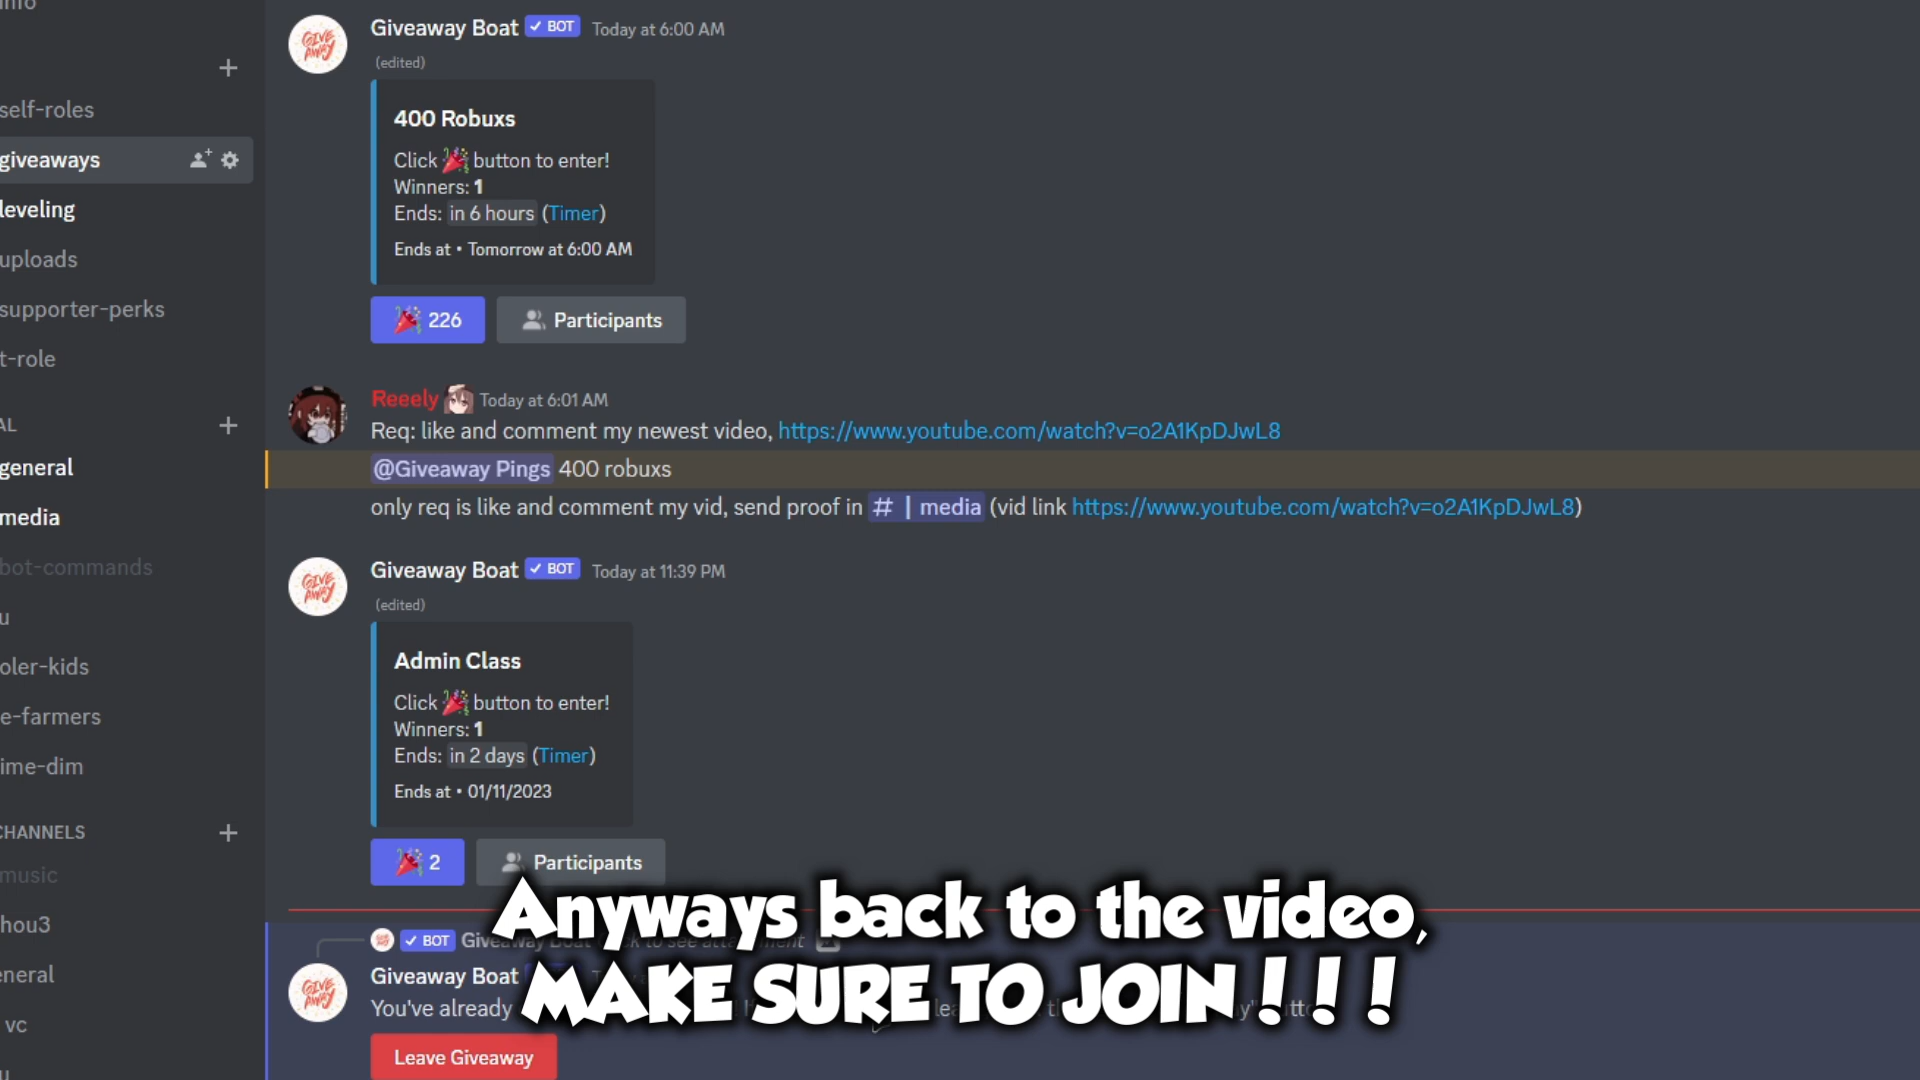 info
self-roles
giveaways
leveling
uploads
supporter-perks
t-role
AL
general
media
bot-commands
u
oler-kids
e-farmers
ime-dim
CHANNELS
music
hou3
eneral
vc
u
Giveaway Boat ✓ BOT Today at 6:00 AM
(edited)
400 Robuxs
Click 🎉 button to enter!
Winners: 1
Ends: in 6 hours (Timer)
Ends at • Tomorrow at 6:00 AM
🎉 226 Participants
Reeely Today at 6:01 AM
Req: like and comment my newest video, https://www.youtube.com/watch?v=o2A1KpDJwL8
@Giveaway Pings 400 robuxs
only req is like and comment my vid, send proof in # | media (vid link https://www.youtube.com/watch?v=o2A1KpDJwL8)
Giveaway Boat ✓ BOT Today at 11:39 PM
(edited)
Admin Class
Click 🎉 button to enter!
Winners: 1
Ends: in 2 days (Timer)
Ends at • 01/11/2023
🎉 2 Participants
✓ BOT Giveaway Boat to see attachment
Giveaway Boat
You've already
Leave Giveaway
Anyways back to the video,
MAKE SURE TO JOIN!!!